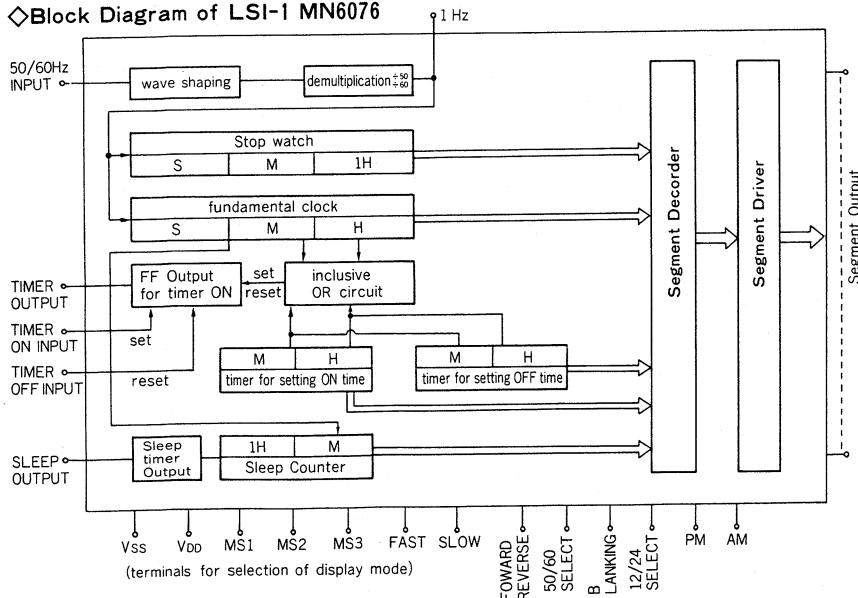 ◇Block Diagram of LSI-1 MN6076
1 Hz
50/60Hz
INPUT
wave shaping
demultiplication ÷50 ÷60
Stop watch
S M 1H
fundamental clock
S M H
FF Output
for timer ON
set
reset
inclusive
OR circuit
TIMER
OUTPUT
TIMER
ON INPUT
set
TIMER
OFF INPUT
reset
M H
timer for setting ON time
M H
timer for setting OFF time
SLEEP
OUTPUT
Sleep
timer
Output
1H M
Sleep Counter
Segment Decorder
Segment Driver
Segment Output
VSS VDD MS1 MS2 MS3 FAST SLOW
FOWARD
REVERSE
50/60
SELECT
B
LANKING
12/24
SELECT
PM AM
(terminals for selection of display mode)